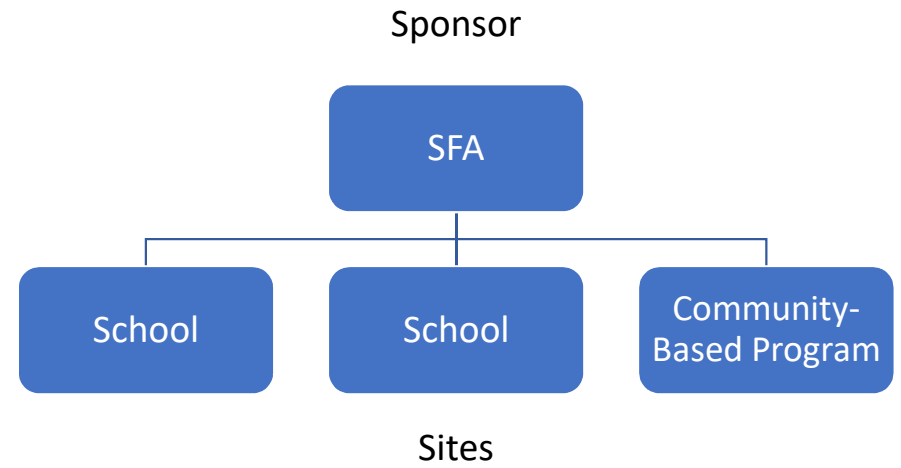 Sponsor
SFA
School
School
Community-
Based Program
Sites